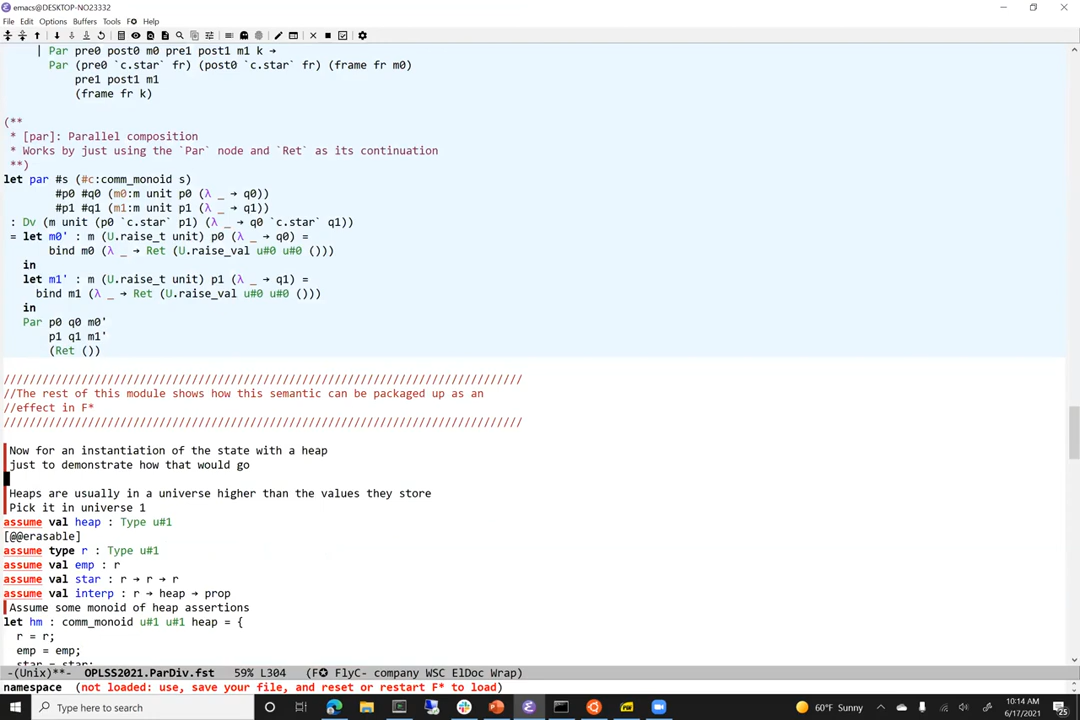 emacs@DESKTOP-NO23332
File Edit Options Buffers Tools F✪ Help
| Par pre0 post0 m0 pre1 post1 m1 k →
Par (pre0 `c.star` fr) (post0 `c.star` fr) (frame fr m0)
pre1 post1 m1
(frame fr k)
(**
* [par]: Parallel composition
* Works by just using the `Par` node and `Ret` as its continuation
**)
let par #s (#c:comm_monoid s)
#p0 #q0 (m0:m unit p0 (λ _ → q0))
#p1 #q1 (m1:m unit p1 (λ _ → q1))
: Dv (m unit (p0 `c.star` p1) (λ _ → q0 `c.star` q1))
= let m0' : m (U.raise_t unit) p0 (λ _ → q0) =
bind m0 (λ _ → Ret (U.raise_val u#0 u#0 ()))
in
let m1' : m (U.raise_t unit) p1 (λ _ → q1) =
bind m1 (λ _ → Ret (U.raise_val u#0 u#0 ()))
in
Par p0 q0 m0'
p1 q1 m1'
(Ret ())
////////////////////////////////////////////////////////////////////////////////
//The rest of this module shows how this semantic can be packaged up as an
//effect in F*
////////////////////////////////////////////////////////////////////////////////
Now for an instantiation of the state with a heap
just to demonstrate how that would go
Heaps are usually in a universe higher than the values they store
Pick it in universe 1
assume val heap : Type u#1
[@@erasable]
assume type r : Type u#1
assume val emp : r
assume val star : r → r → r
assume val interp : r → heap → prop
Assume some monoid of heap assertions
let hm : comm_monoid u#1 u#1 heap = {
r = r;
emp = emp;
star = star;
-(Unix)**- OPLSS2021.ParDiv.fst 59% L304 (F✪ FlyC- company WSC ElDoc Wrap)
namespace (not loaded: use, save your file, and reset or restart F* to load)
Type here to search
60°F Sunny
10:14 AM
6/17/2021
25